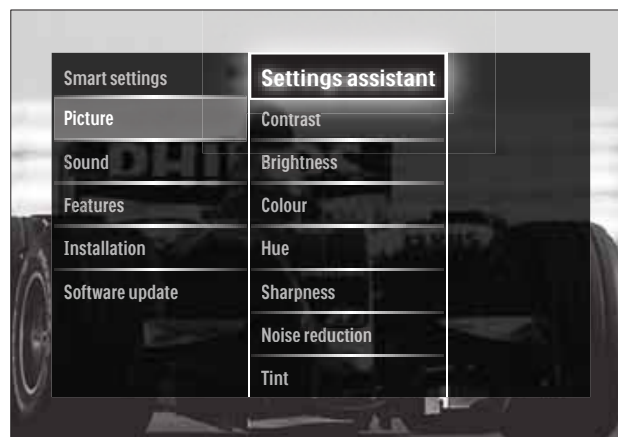 Smart settings
Picture
Sound
Features
Installation
Software update
Settings assistant
Contrast
Brightness
Colour
Hue
Sharpness
Noise reduction
Tint